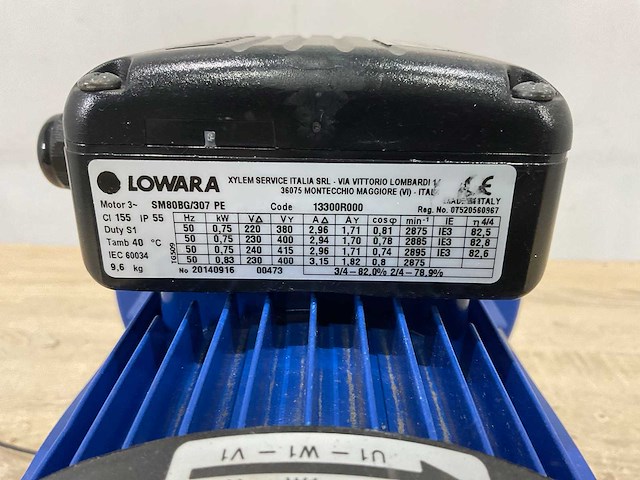 LOWARA
XYLEM SERVICE ITALIA SRL - VIA VITTORIO LOMBARDI
36075 MONTECCHIO MAGGIORE (VI) - ITALY
CE
Motor 3~ SM80BG/307 PE Code 13300R000 MADE IN ITALY
Cl 155 IP 55 Reg. No. 07520560967
Duty S1
Tamb 40 °C
IEC 60034
9,6 kg
Hz kW V∆ VY A∆ AY cosφ min⁻¹ IE η 4/4
50 0,75 220 380 2,96 1,71 0,81 2875 IE3 82,5
50 0,75 230 400 2,94 1,70 0,78 2885 IE3 82,8
50 0,75 240 415 2,96 1,71 0,74 2895 IE3 82,6
50 0,83 230 400 3,15 1,82 0,8 2875
No 20140916 00473 3/4–82.0% 2/4–78.9%
U1 – W1 – V1